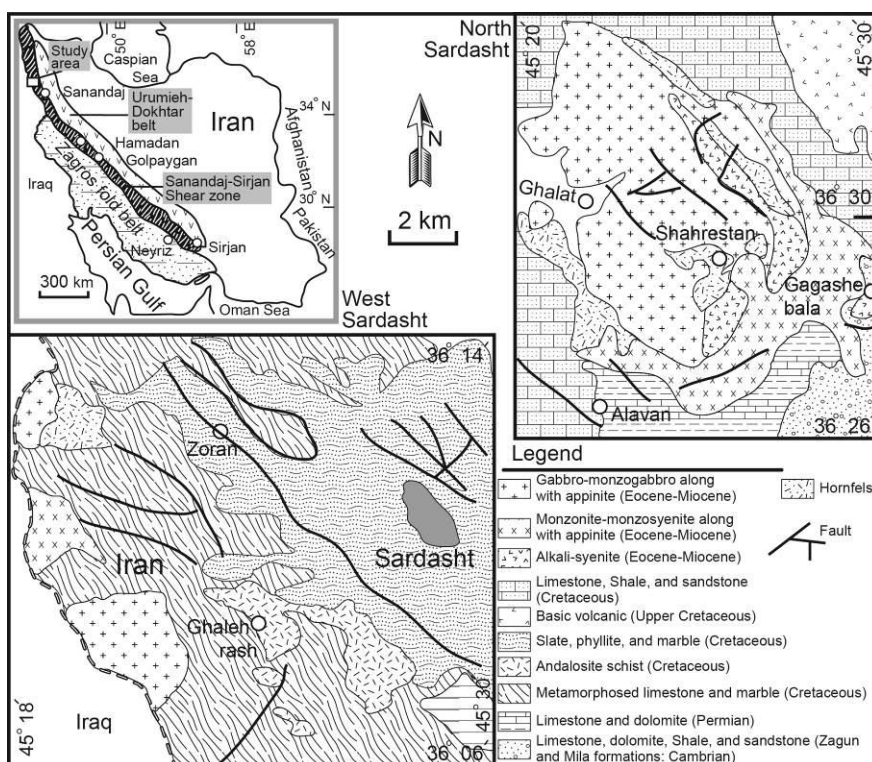 50° E
58°
Study
area
Caspian
Sea
Sanandaj
Urumieh-
Dokhtar
belt
Iran
34° N
Hamadan
Golpaygan
Afghanistan
Iraq
Zagros fold belt
Sanandaj-Sirjan
Shear zone
30° N
Pakistan
Neyriz
Sirjan
Persian Gulf
300 km
Oman Sea
N
2 km
North
Sardasht
45° 20´
45° 30´
Ghalat
36°
30´
Shahrestan
Gagashe
bala
Alavan
36° 26´
West
Sardasht
36° 14´
Zoran
Iran
Sardasht
Ghaleh
rash
Iraq
45° 18´
45° 30´
36° 06´
Legend
Gabbro-monzogabbro along
with appinite (Eocene-Miocene)
Hornfels
Monzonite-monzosyenite along
with appinite (Eocene-Miocene)
Fault
Alkali-syenite (Eocene-Miocene)
Limestone, Shale, and sandstone
(Cretaceous)
Basic volcanic (Upper Cretaceous)
Slate, phyllite, and marble (Cretaceous)
Andalosite schist (Cretaceous)
Metamorphosed limestone and marble (Cretaceous)
Limestone and dolomite (Permian)
Limestone, dolomite, Shale, and sandstone (Zagun
and Mila formations: Cambrian)